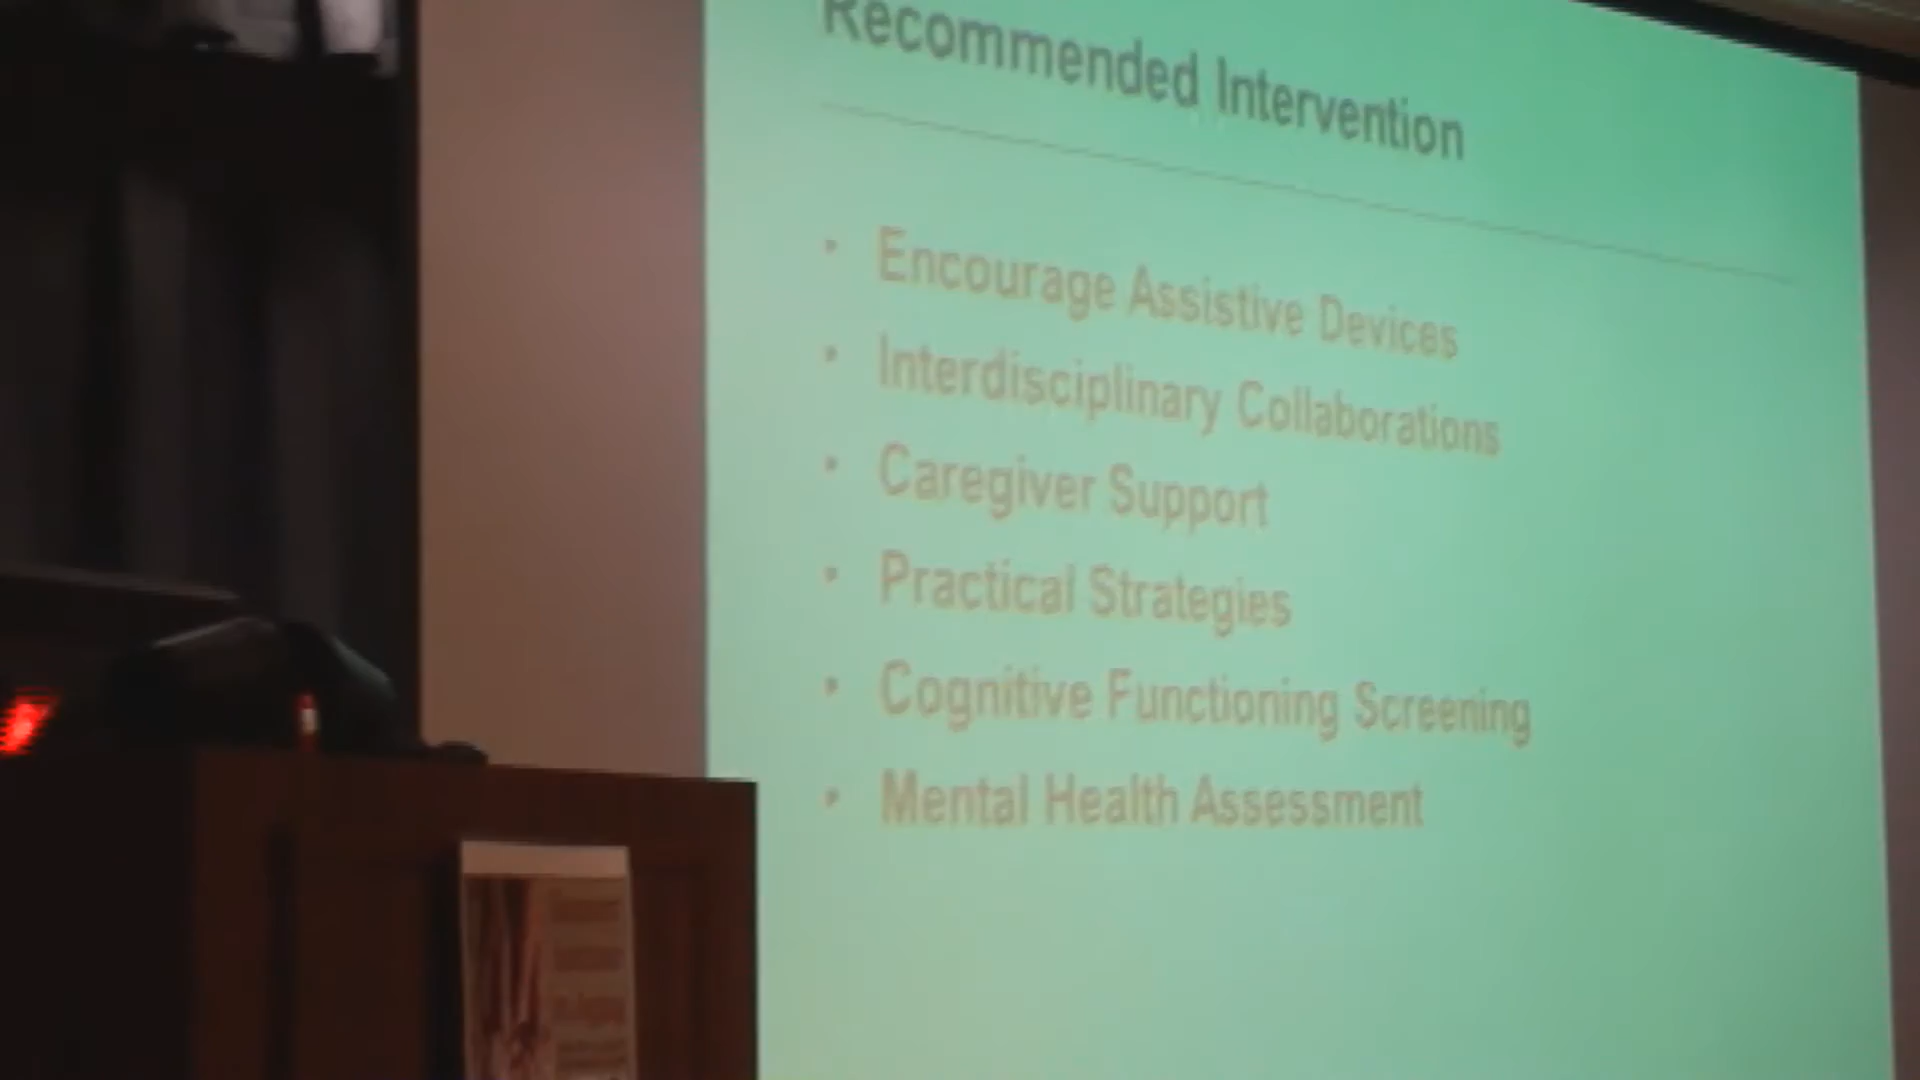 Recommended Intervention
• Encourage Assistive Devices
• Interdisciplinary Collaborations
• Caregiver Support
• Practical Strategies
• Cognitive Functioning Screening
• Mental Health Assessment